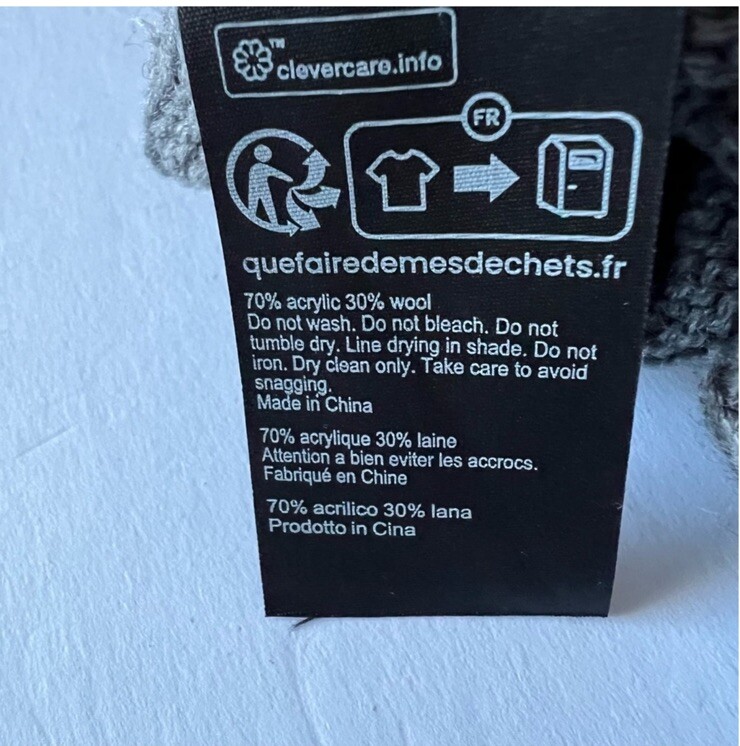 ™
clevercare.info
FR
quefairedemesdechets.fr
70% acrylic 30% wool
Do not wash. Do not bleach. Do not
tumble dry. Line drying in shade. Do not
iron. Dry clean only. Take care to avoid
snagging.
Made in China
70% acrylique 30% laine
Attention a bien eviter les accrocs.
Fabriqué en Chine
70% acrilico 30% lana
Prodotto in Cina